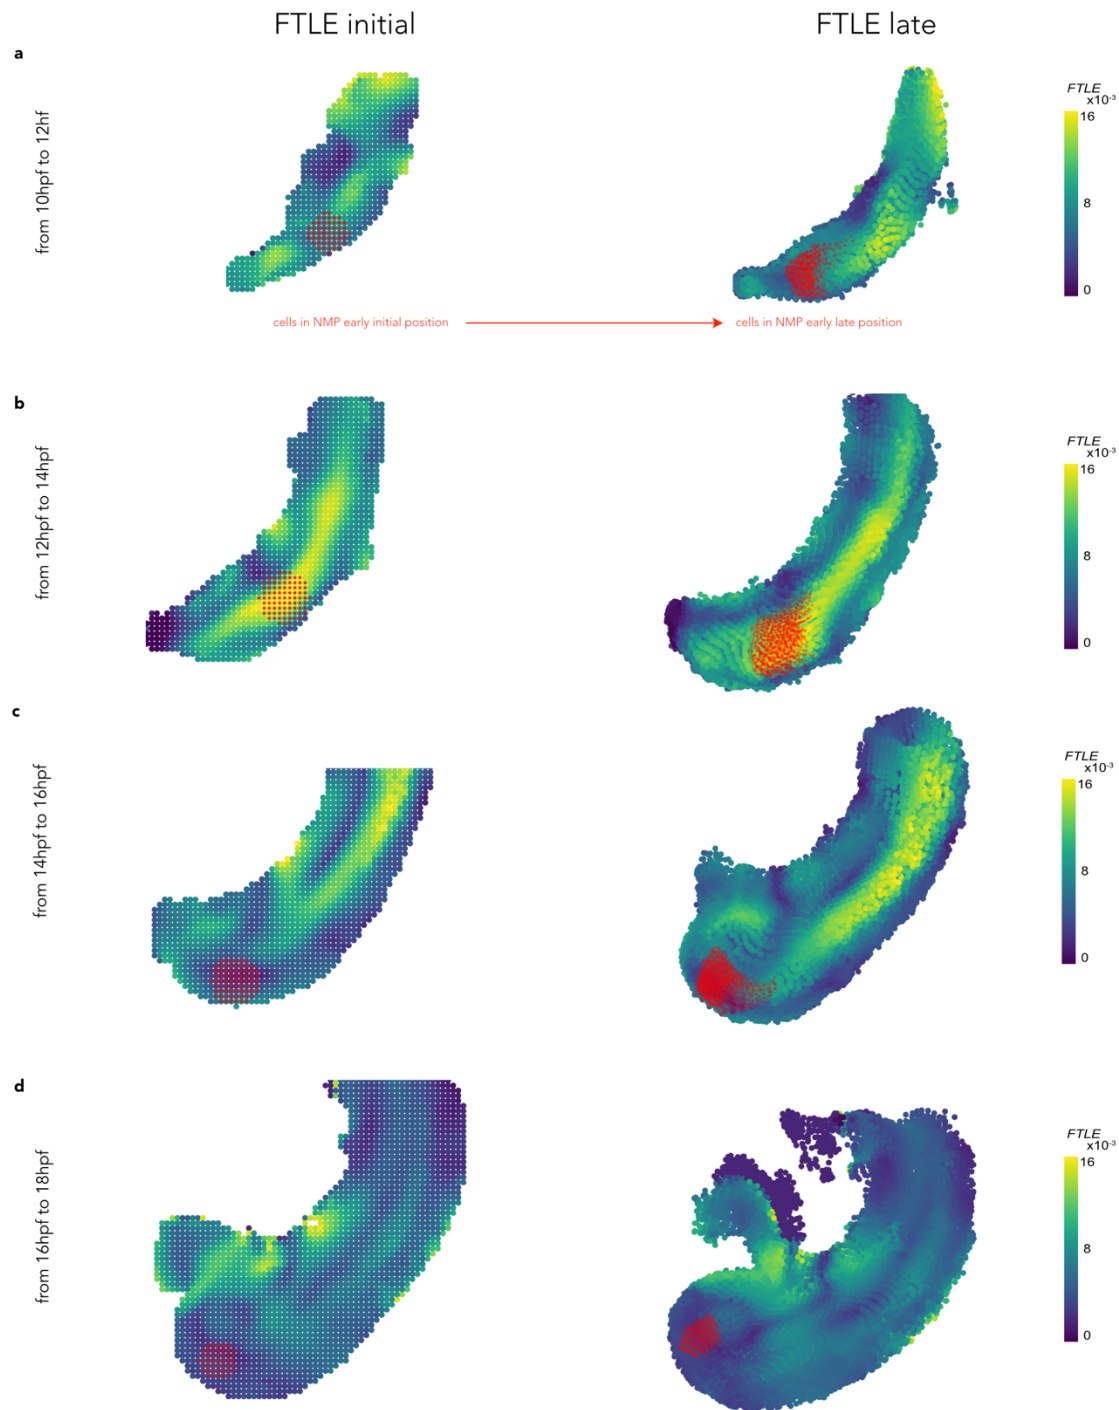 FTLE initial
FTLE late
a
from 10hpf to 12hf
FTLE
x10-3
16
8
0
cells in NMP early initial position
cells in NMP early late position
b
from 12hpf to 14hpf
FTLE
x10-3
16
8
0
c
from 14hpf to 16hpf
FTLE
x10-3
16
8
0
d
from 16hpf to 18hpf
FTLE
x10-3
16
8
0